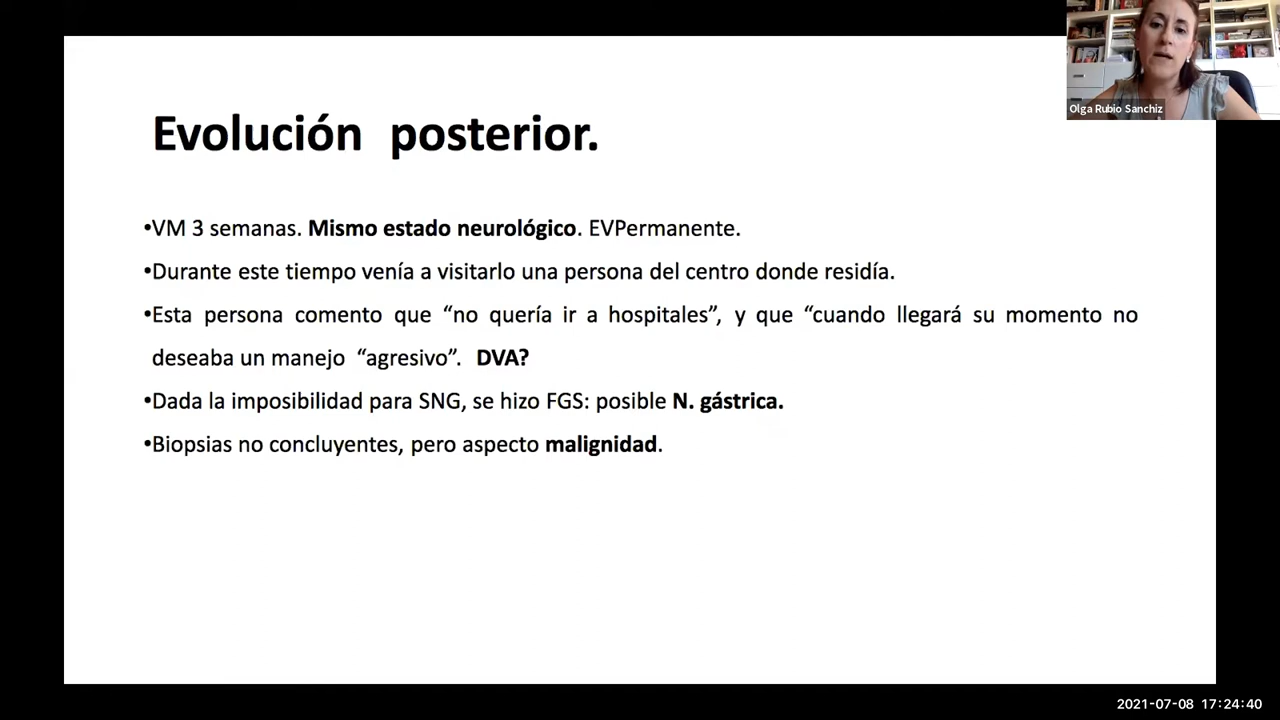 Olga Rubio Sanchiz
Evolución posterior.
•VM 3 semanas. Mismo estado neurológico. EVPermanente.
•Durante este tiempo venía a visitarlo una persona del centro donde residía.
•Esta persona comento que “no quería ir a hospitales”, y que “cuando llegará su momento no
deseaba un manejo “agresivo”. DVA?
•Dada la imposibilidad para SNG, se hizo FGS: posible N. gástrica.
•Biopsias no concluyentes, pero aspecto malignidad.
2021-07-08 17:24:40